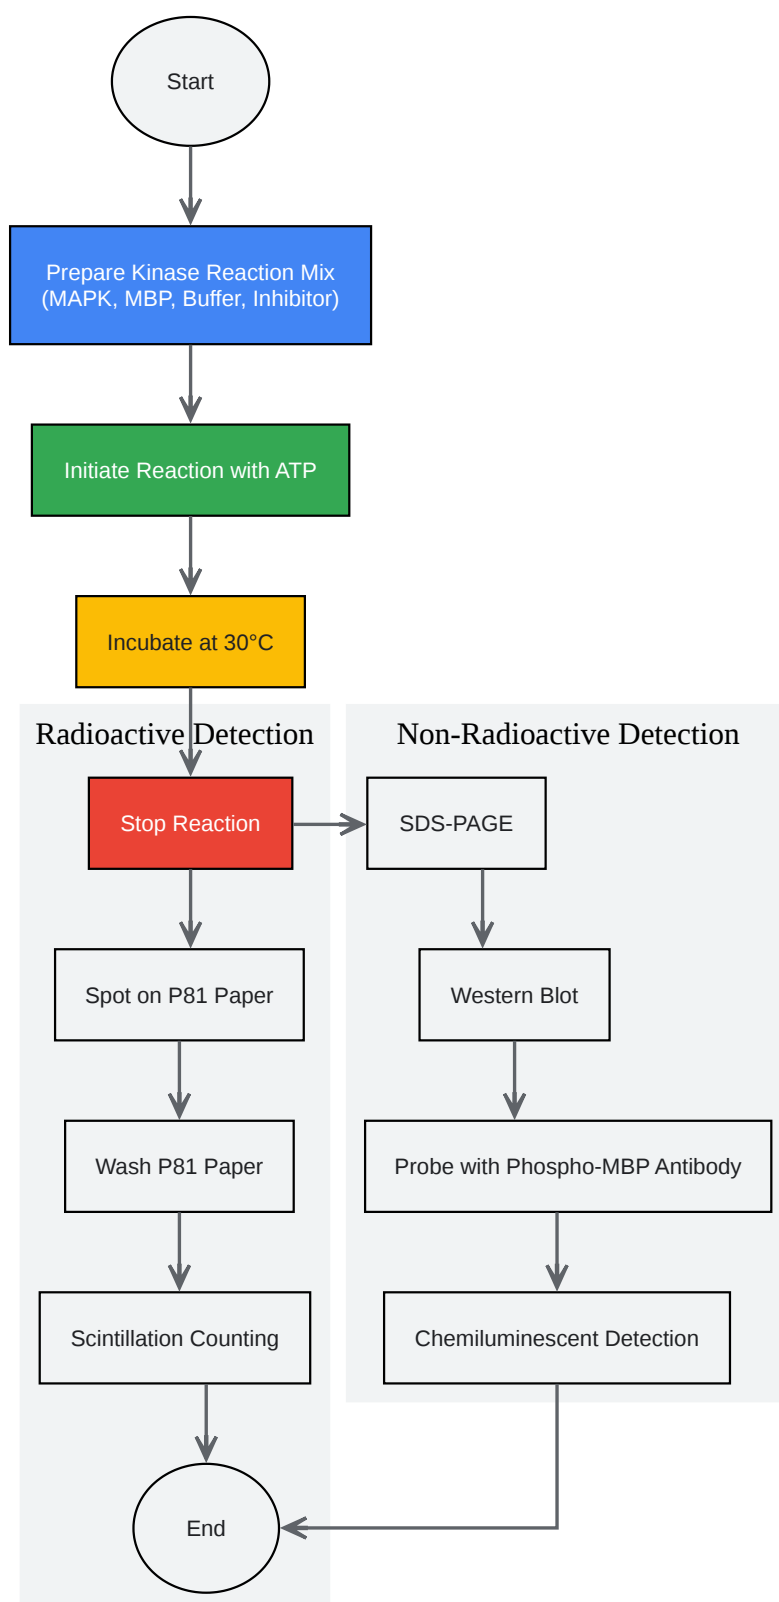 Start
Prepare Kinase Reaction Mix
(MAPK, MBP, Buffer, Inhibitor)
Initiate Reaction with ATP
Incubate at 30°C
Radioactive Detection
Non-Radioactive Detection
Stop Reaction
SDS-PAGE
Spot on P81 Paper
Western Blot
Wash P81 Paper
Probe with Phospho-MBP Antibody
Scintillation Counting
Chemiluminescent Detection
End